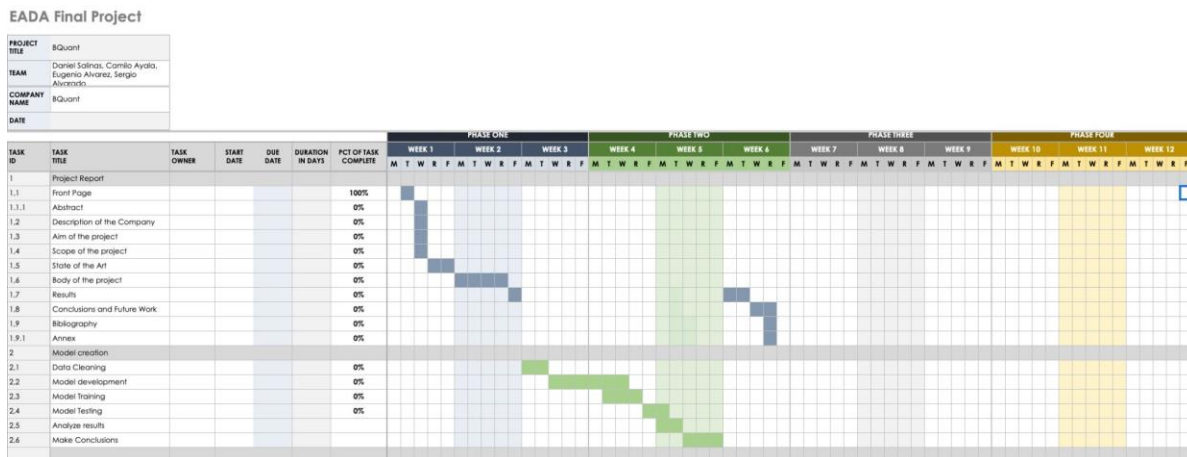 EADA Final Project
PROJECT TITLE BQuant
TEAM Daniel Salinas, Camilo Ayala, Eugenio Alvarez, Sergio Alvarado
COMPANY NAME BQuant
DATE
PHASE ONE PHASE TWO PHASE THREE PHASE FOUR
TASK ID TASK TITLE TASK OWNER START DATE DUE DATE DURATION IN DAYS PCT OF TASK COMPLETE WEEK 1 WEEK 2 WEEK 3 WEEK 4 WEEK 5 WEEK 6 WEEK 7 WEEK 8 WEEK 9 WEEK 10 WEEK 11 WEEK 12
M T W R F M T W R F M T W R F M T W R F M T W R F M T W R F M T W R F M T W R F M T W R F M T W R F M T W R F M T W R F
1 Project Report
1,1 Front Page 100%
1.1.1 Abstract 0%
1,2 Description of the Company 0%
1,3 Aim of the project 0%
1,4 Scope of the project 0%
1,5 State of the Art 0%
1,6 Body of the project 0%
1,7 Results 0%
1,8 Conclusions and Future Work 0%
1,9 Bibliography 0%
1.9.1 Annex 0%
2 Model creation
2,1 Data Cleaning 0%
2,2 Model development 0%
2,3 Model Training 0%
2,4 Model Testing 0%
2,5 Analyze results
2,6 Make Conclusions